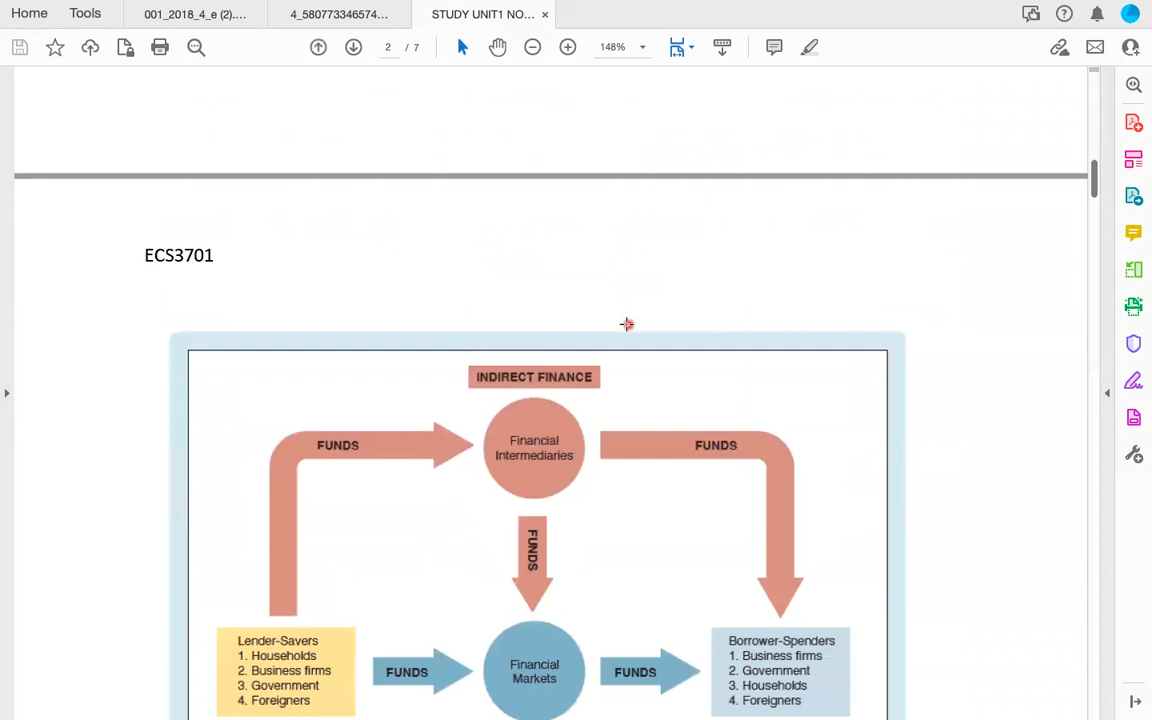 Home
Tools
001_2018_4_e (2)....
4_580773346574...
STUDY UNIT1 NO...
2 / 7
148%
ECS3701
INDIRECT FINANCE
FUNDS
Financial
Intermediaries
FUNDS
FUNDS
Lender-Savers
1. Households
2. Business firms
3. Government
4. Foreigners
FUNDS
Financial
Markets
FUNDS
Borrower-Spenders
1. Business firms
2. Government
3. Households
4. Foreigners